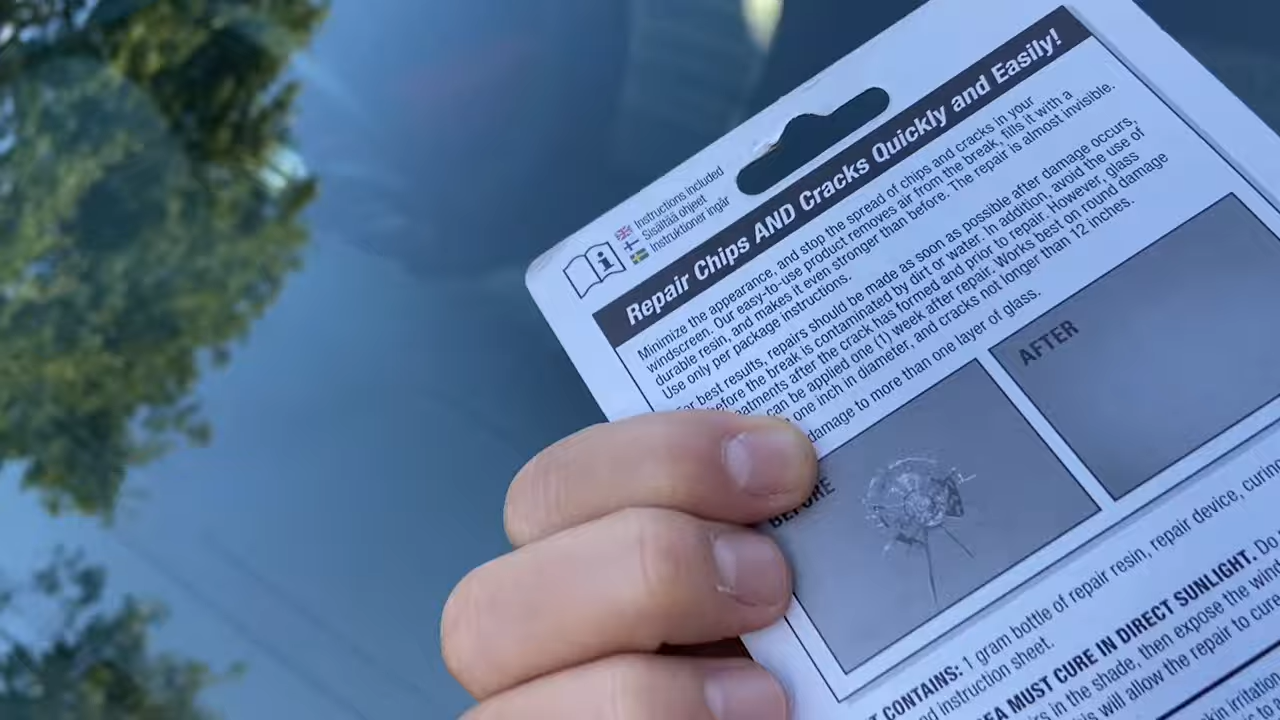 Instructions included
Sisältää ohjeet
Instruktioner ingår
Repair Chips AND Cracks Quickly and Easily!
Minimize the appearance, and stop the spread of chips and cracks in your
windscreen. Our easy-to-use product removes air from the break, fills it with a
durable resin, and makes it even stronger than before. The repair is almost invisible.
Use only per package instructions.
For best results, repairs should be made as soon as possible after damage occurs,
before the break is contaminated by dirt or water. In addition, avoid the use of
treatments after the crack has formed and prior to repair. However, glass
can be applied one (1) week after repair. Works best on round damage
one inch in diameter, and cracks not longer than 12 inches.
damage to more than one layer of glass.
BEFORE
AFTER
CONTAINS: 1 gram bottle of repair resin, repair device, curing
instruction sheet.
MUST CURE IN DIRECT SUNLIGHT. Do
in the shade, then expose the
this will allow the repair to cure
skin irritation